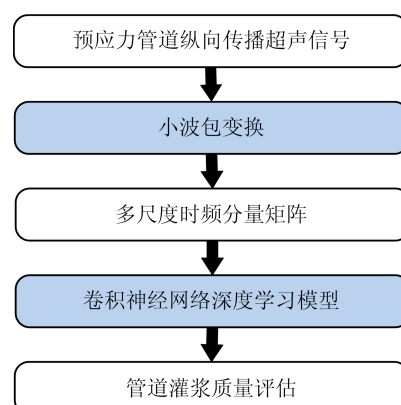 预应力管道纵向传播超声信号
小波包变换
多尺度时频分量矩阵
卷积神经网络深度学习模型
管道灌浆质量评估